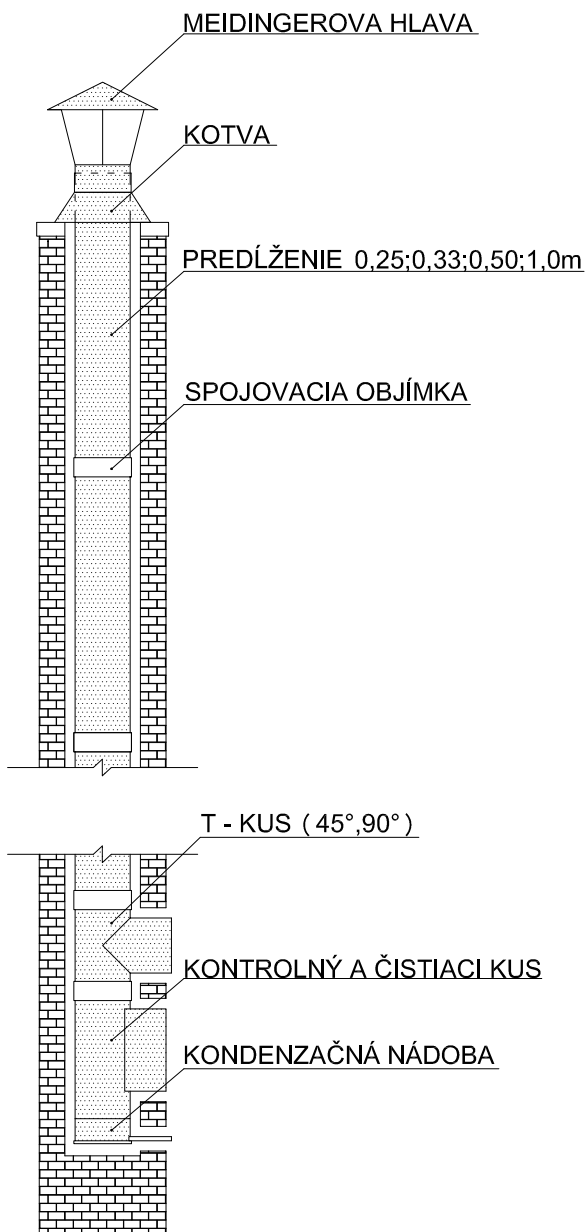 MEIDINGEROVA HLAVA
KOTVA
PREDĹŽENIE 0,25;0,33;0,50;1,0m
SPOJOVACIA OBJÍMKA
T - KUS (45°,90°)
KONTROLNÝ A ČISTIACI KUS
KONDENZAČNÁ NÁDOBA